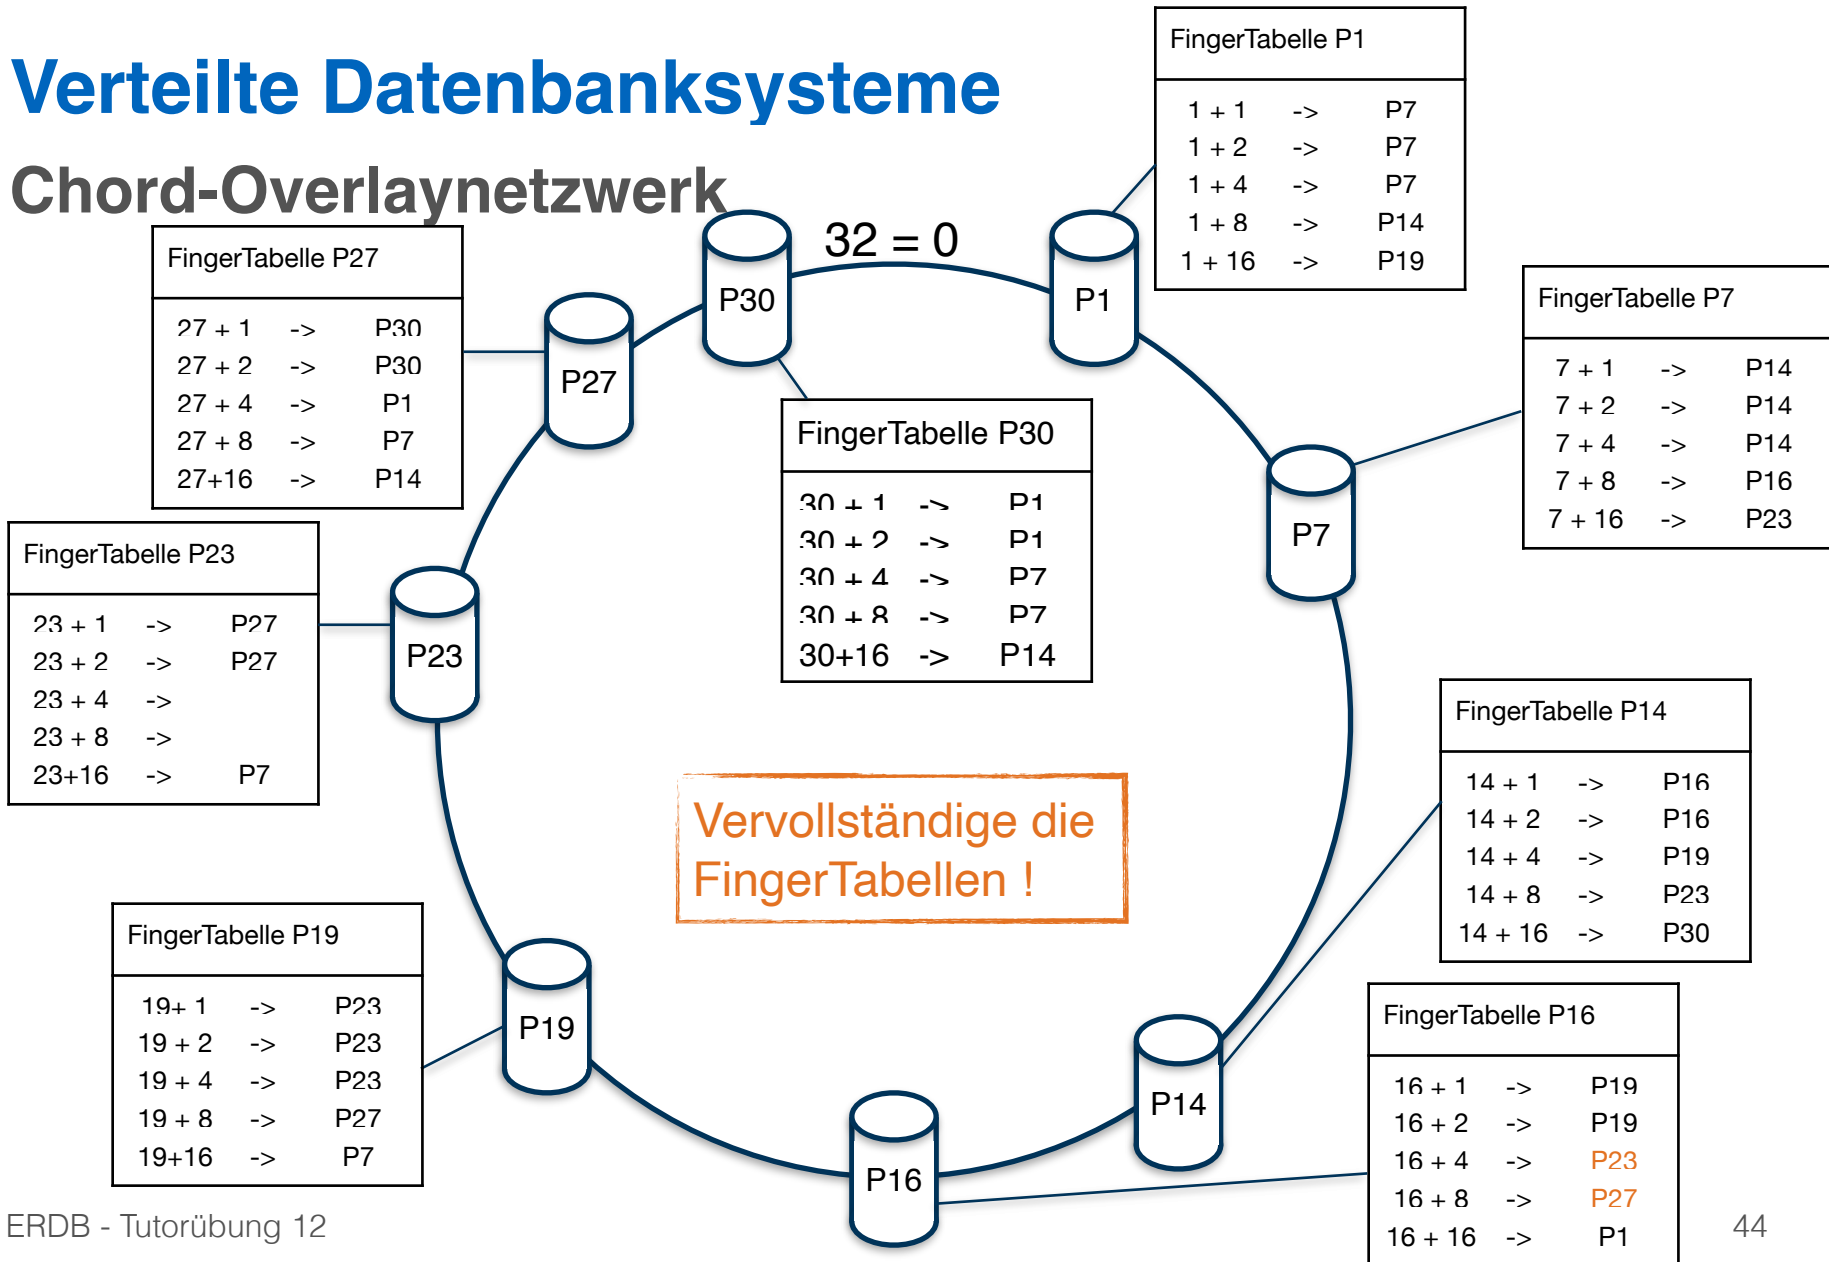 Verteilte Datenbanksysteme
Chord-Overlaynetzwerk
FingerTabelle P1
1 + 1 -> P7
1 + 2 -> P7
1 + 4 -> P7
1 + 8 -> P14
1 + 16 -> P19
FingerTabelle P27
27 + 1 -> P30
27 + 2 -> P30
27 + 4 -> P1
27 + 8 -> P7
27+16 -> P14
P30
32 = 0
P1
P27
FingerTabelle P7
7 + 1 -> P14
7 + 2 -> P14
7 + 4 -> P14
7 + 8 -> P16
7 + 16 -> P23
FingerTabelle P30
30 + 1 -> P1
30 + 2 -> P1
30 + 4 -> P7
30 + 8 -> P7
30+16 -> P14
P7
FingerTabelle P23
23 + 1 -> P27
23 + 2 -> P27
23 + 4 ->
23 + 8 ->
23+16 -> P7
P23
FingerTabelle P14
14 + 1 -> P16
14 + 2 -> P16
14 + 4 -> P19
14 + 8 -> P23
14 + 16 -> P30
Vervollständige die
FingerTabellen !
FingerTabelle P19
19+ 1 -> P23
19 + 2 -> P23
19 + 4 -> P23
19 + 8 -> P27
19+16 -> P7
P19
P16
P14
FingerTabelle P16
16 + 1 -> P19
16 + 2 -> P19
16 + 4 -> P23
16 + 8 -> P27
16 + 16 -> P1
ERDB - Tutorübung 12
44